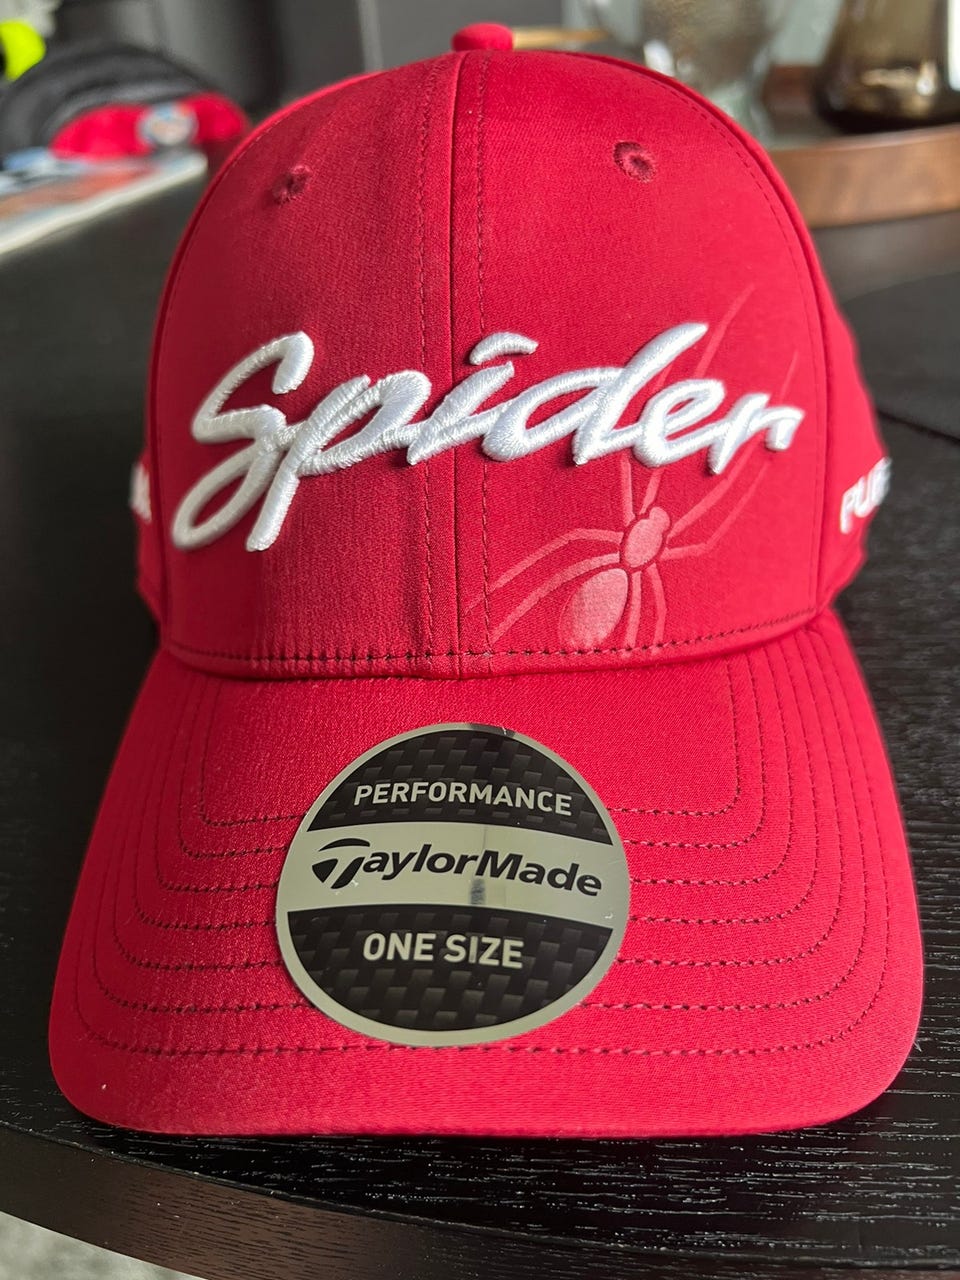 Spider
PERFORMANCE
TaylorMade
ONE SIZE